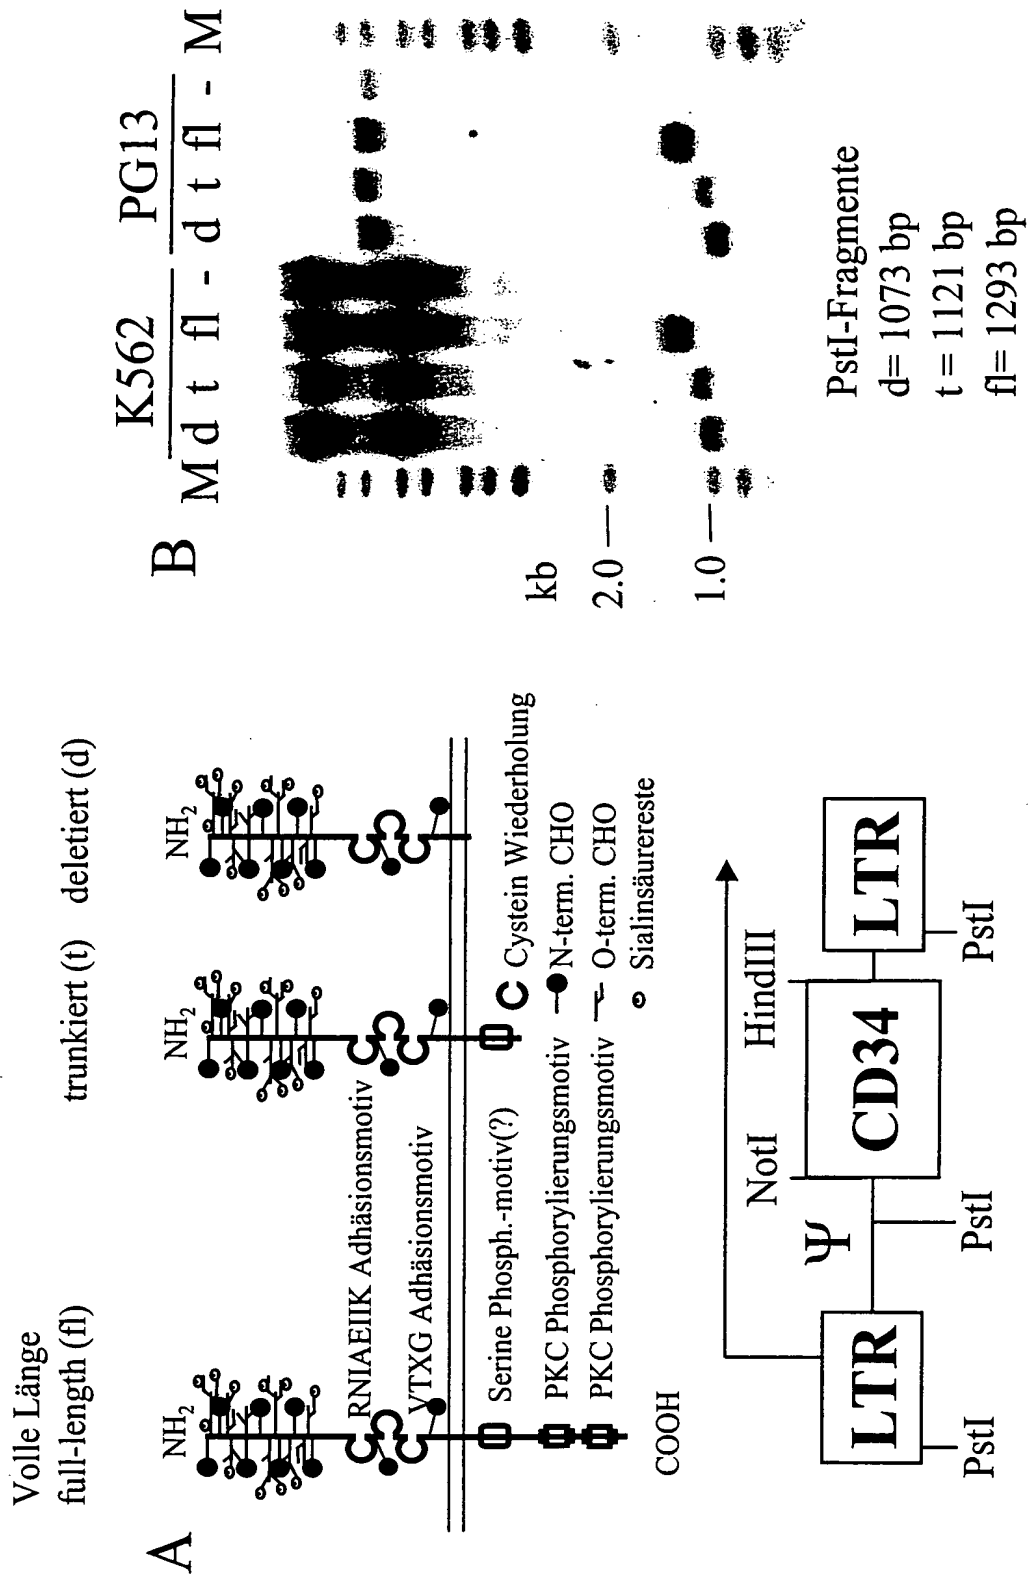 A
Volle Länge
full-length (fl)
trunkiert (t)
deletiert (d)
NH2
NH2
NH2
RNIAEIIK Adhäsionsmotiv
VTXG Adhäsionsmotiv
Serine Phosph.-motiv(?)
PKC Phosphorylierungsmotiv
PKC Phosphorylierungsmotiv
COOH
Cystein Wiederholung
N-term. CHO
O-term. CHO
Sialinsäurereste
LTR
Ψ
NotI
HindIII
CD34
LTR
PstI
PstI
PstI
B
K562
PG13
M d t fl - d t fl - M
kb
2.0
1.0
PstI-Fragmente
d= 1073 bp
t = 1121 bp
fl= 1293 bp